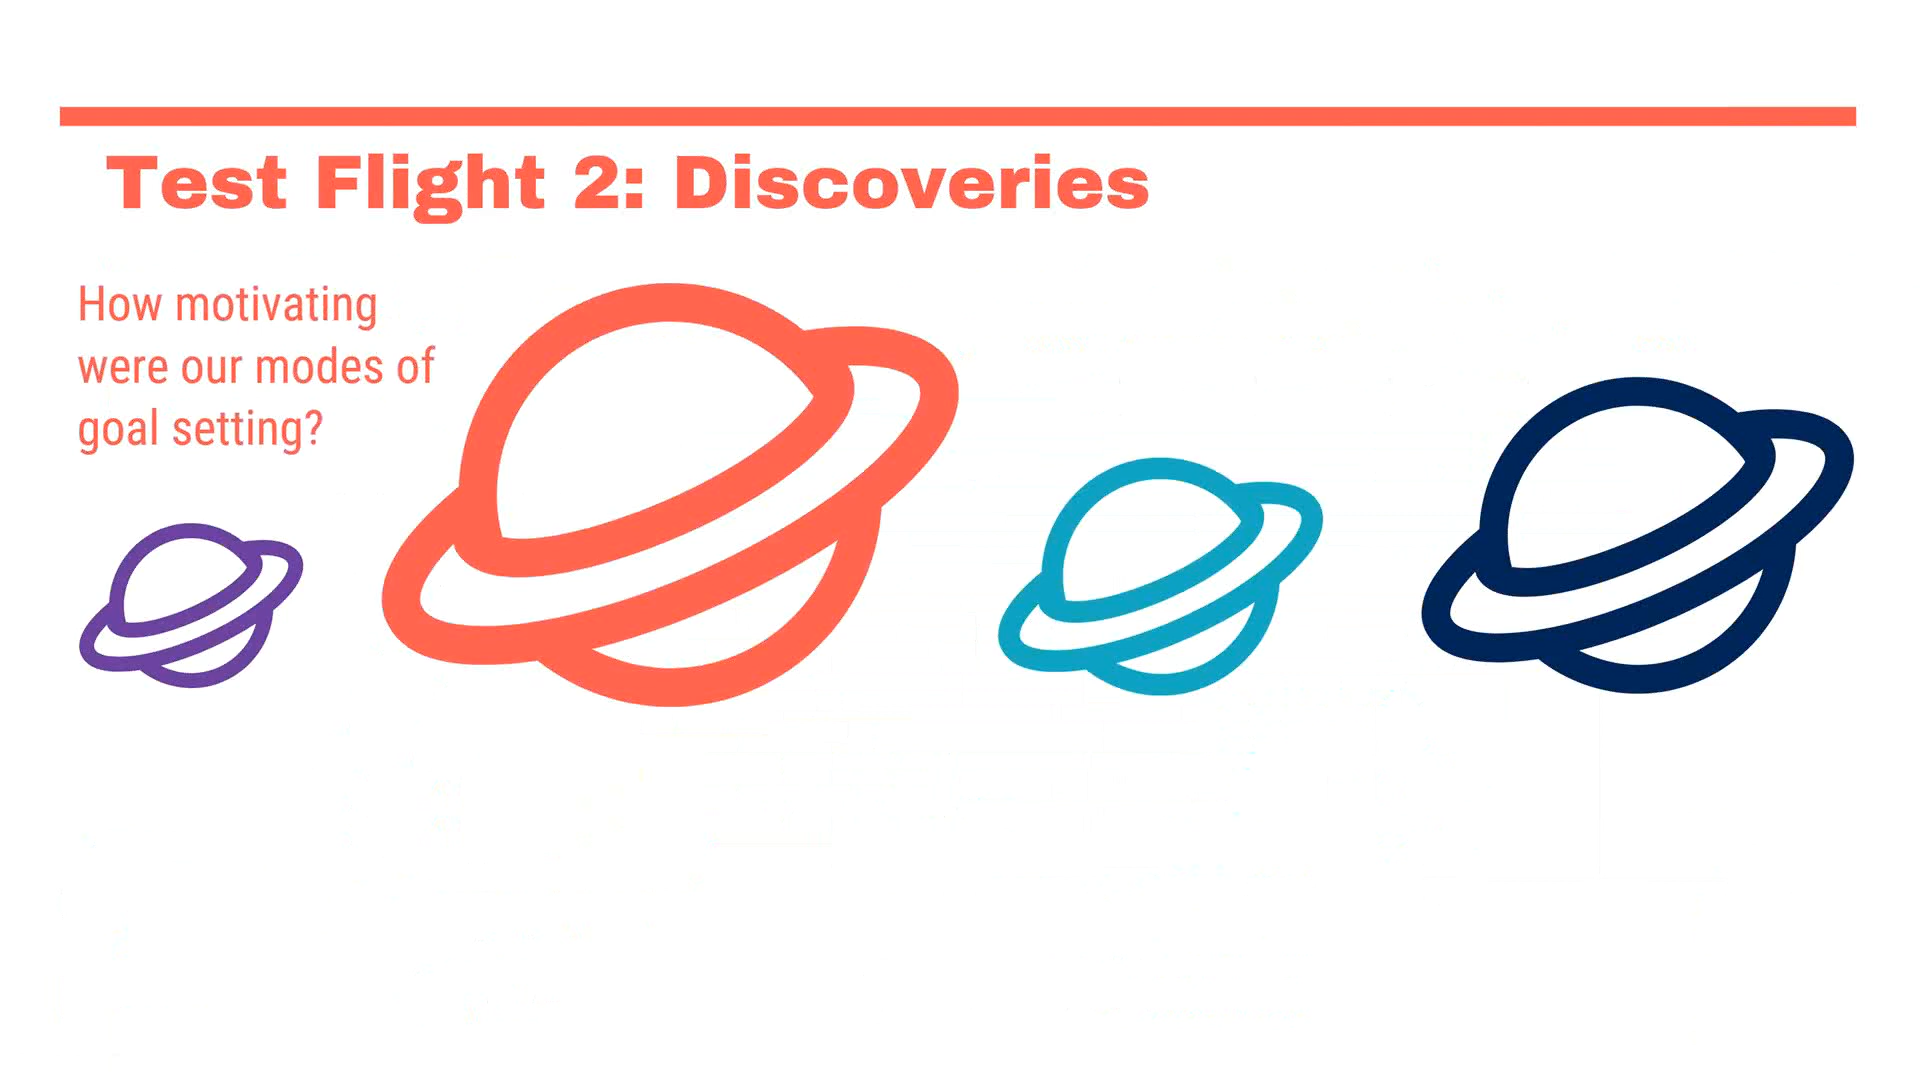 Test Flight 2: Discoveries
How motivating
were our modes of
goal setting?